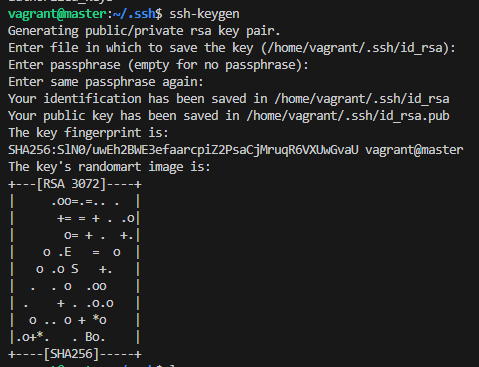 vagrant@master:~/.ssh$ ssh-keygen
Generating public/private rsa key pair.
Enter file in which to save the key (/home/vagrant/.ssh/id_rsa):
Enter passphrase (empty for no passphrase):
Enter same passphrase again:
Your identification has been saved in /home/vagrant/.ssh/id_rsa
Your public key has been saved in /home/vagrant/.ssh/id_rsa.pub
The key fingerprint is:
SHA256:SlN0/uwEh2BWE3efaarcpiZ2PsaCjMruqR6VXUwGvaU vagrant@master
The key's randomart image is:
+---[RSA 3072]----+
|     .oo=.=.. .  |
|      += = + . .o|
|       o= + .  +.|
|    o .E   =  o  |
|   o .o S   +.   |
|  .  . o  .oo    |
| .    + . .o.o   |
|  o .. o + *o    |
|.o+*.   . Bo.    |
+----[SHA256]-----+